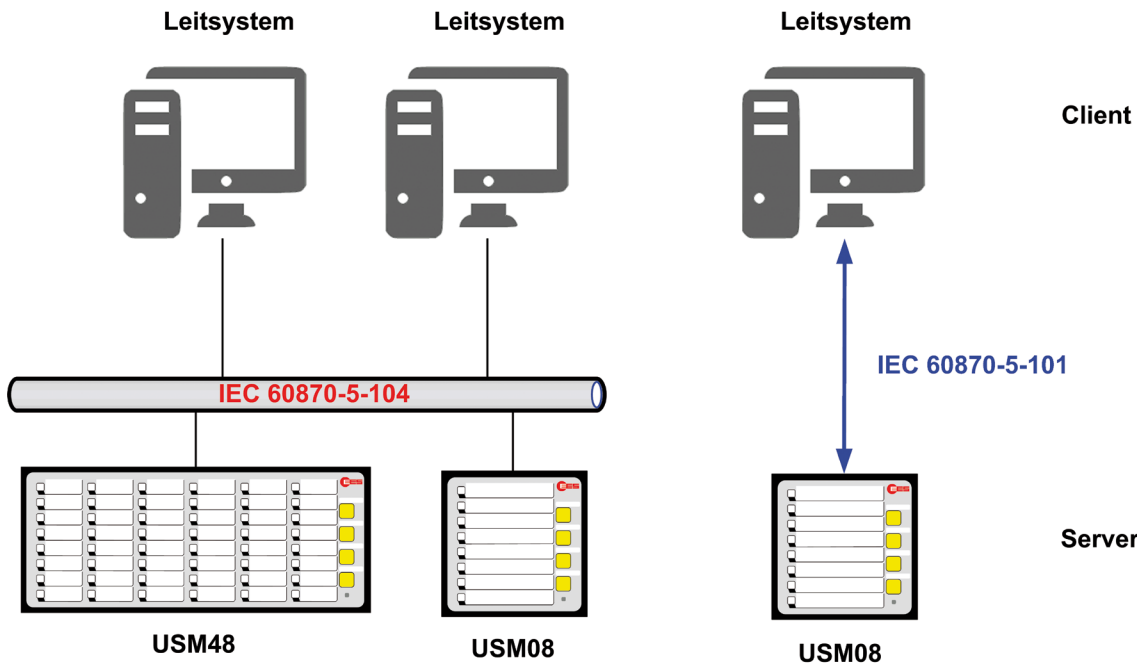 Leitsystem
Leitsystem
Leitsystem
Client
IEC 60870-5-101
IEC 60870-5-104
Server
USM48
USM08
USM08